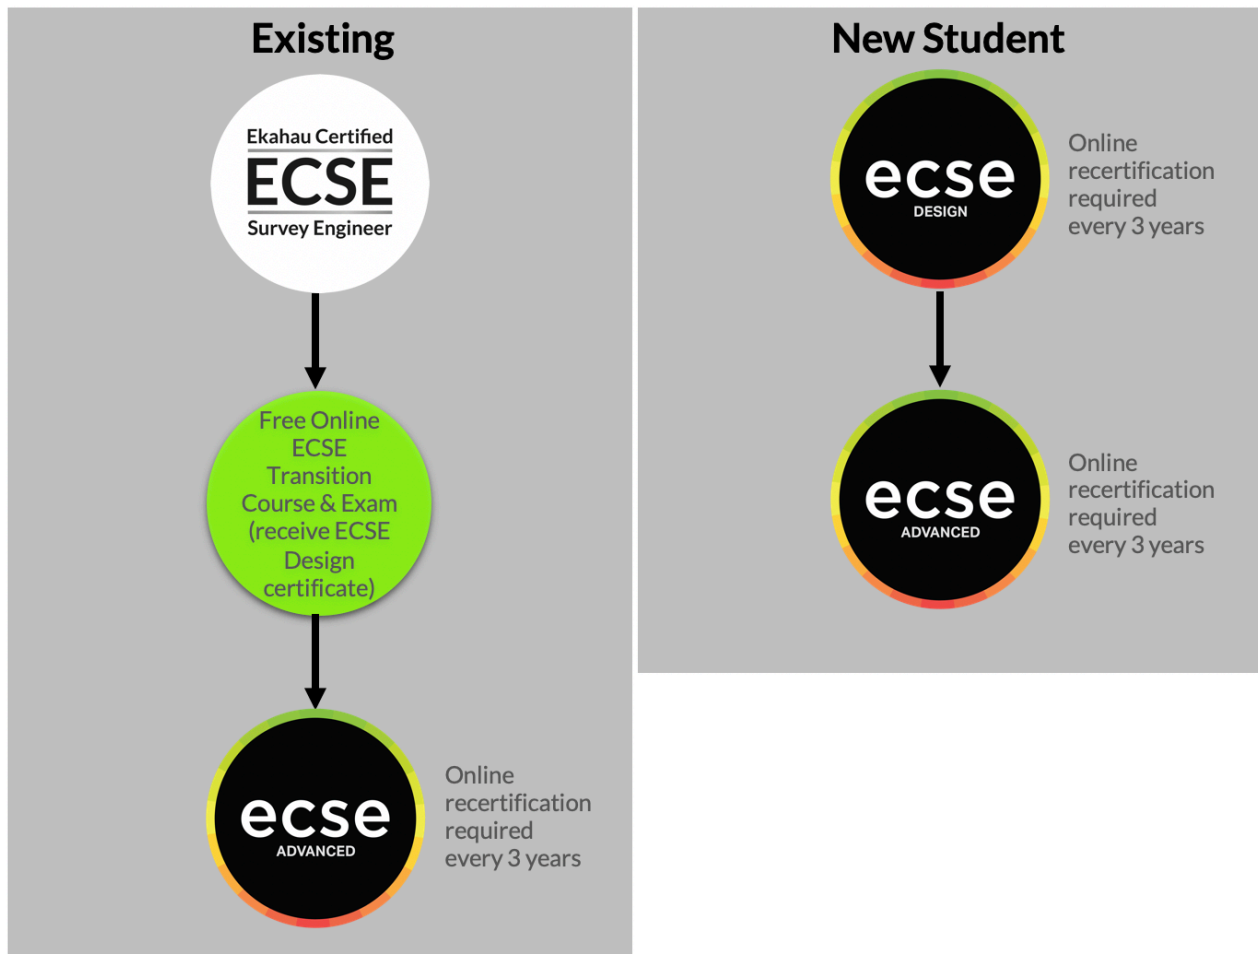 Existing
Ekahau Certified
ECSE
Survey Engineer
Free Online
ECSE
Transition
Course & Exam
(receive ECSE
Design
certificate)
ecse
ADVANCED
Online
recertification
required
every 3 years
New Student
ecse
DESIGN
Online
recertification
required
every 3 years
ecse
ADVANCED
Online
recertification
required
every 3 years